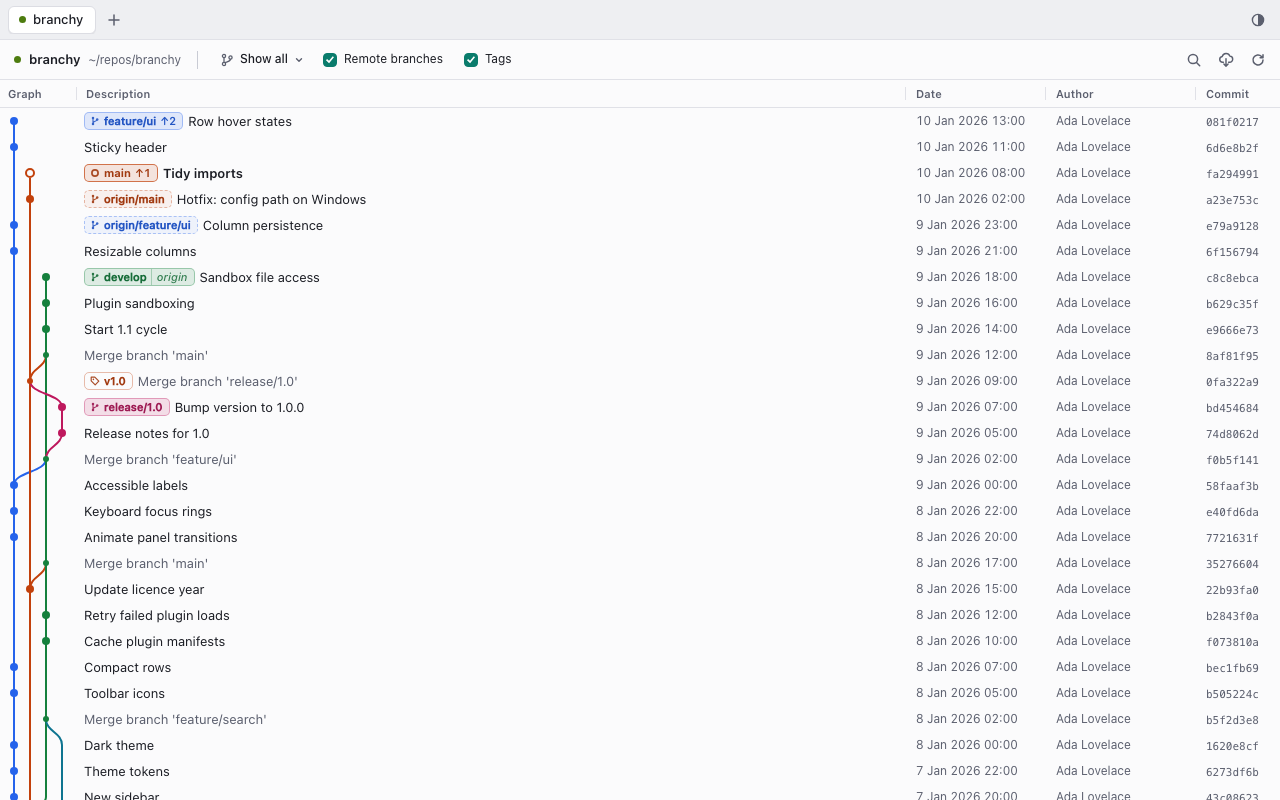 branchy
branchy ~/repos/branchy Show all Remote branches Tags
Graph Description Date Author Commit
feature/ui ↑2 Row hover states 10 Jan 2026 13:00 Ada Lovelace 081f0217
Sticky header 10 Jan 2026 11:00 Ada Lovelace 6d6e8b2f
main ↑1 Tidy imports 10 Jan 2026 08:00 Ada Lovelace fa294991
origin/main Hotfix: config path on Windows 10 Jan 2026 02:00 Ada Lovelace a23e753c
origin/feature/ui Column persistence 9 Jan 2026 23:00 Ada Lovelace e79a9128
Resizable columns 9 Jan 2026 21:00 Ada Lovelace 6f156794
develop origin Sandbox file access 9 Jan 2026 18:00 Ada Lovelace c8c8ebca
Plugin sandboxing 9 Jan 2026 16:00 Ada Lovelace b629c35f
Start 1.1 cycle 9 Jan 2026 14:00 Ada Lovelace e9666e73
Merge branch 'main' 9 Jan 2026 12:00 Ada Lovelace 8af81f95
v1.0 Merge branch 'release/1.0' 9 Jan 2026 09:00 Ada Lovelace 0fa322a9
release/1.0 Bump version to 1.0.0 9 Jan 2026 07:00 Ada Lovelace bd454684
Release notes for 1.0 9 Jan 2026 05:00 Ada Lovelace 74d8062d
Merge branch 'feature/ui' 9 Jan 2026 02:00 Ada Lovelace f0b5f141
Accessible labels 9 Jan 2026 00:00 Ada Lovelace 58faaf3b
Keyboard focus rings 8 Jan 2026 22:00 Ada Lovelace e40fd6da
Animate panel transitions 8 Jan 2026 20:00 Ada Lovelace 7721631f
Merge branch 'main' 8 Jan 2026 17:00 Ada Lovelace 35276604
Update licence year 8 Jan 2026 15:00 Ada Lovelace 22b93fa0
Retry failed plugin loads 8 Jan 2026 12:00 Ada Lovelace b2843f0a
Cache plugin manifests 8 Jan 2026 10:00 Ada Lovelace f073810a
Compact rows 8 Jan 2026 07:00 Ada Lovelace bec1fb69
Toolbar icons 8 Jan 2026 05:00 Ada Lovelace b505224c
Merge branch 'feature/search' 8 Jan 2026 02:00 Ada Lovelace b5f2d3e8
Dark theme 8 Jan 2026 00:00 Ada Lovelace 1620e8cf
Theme tokens 7 Jan 2026 22:00 Ada Lovelace 6273df6b
New sidebar 7 Jan 2026 20:00 Ada Lovelace 43c08623